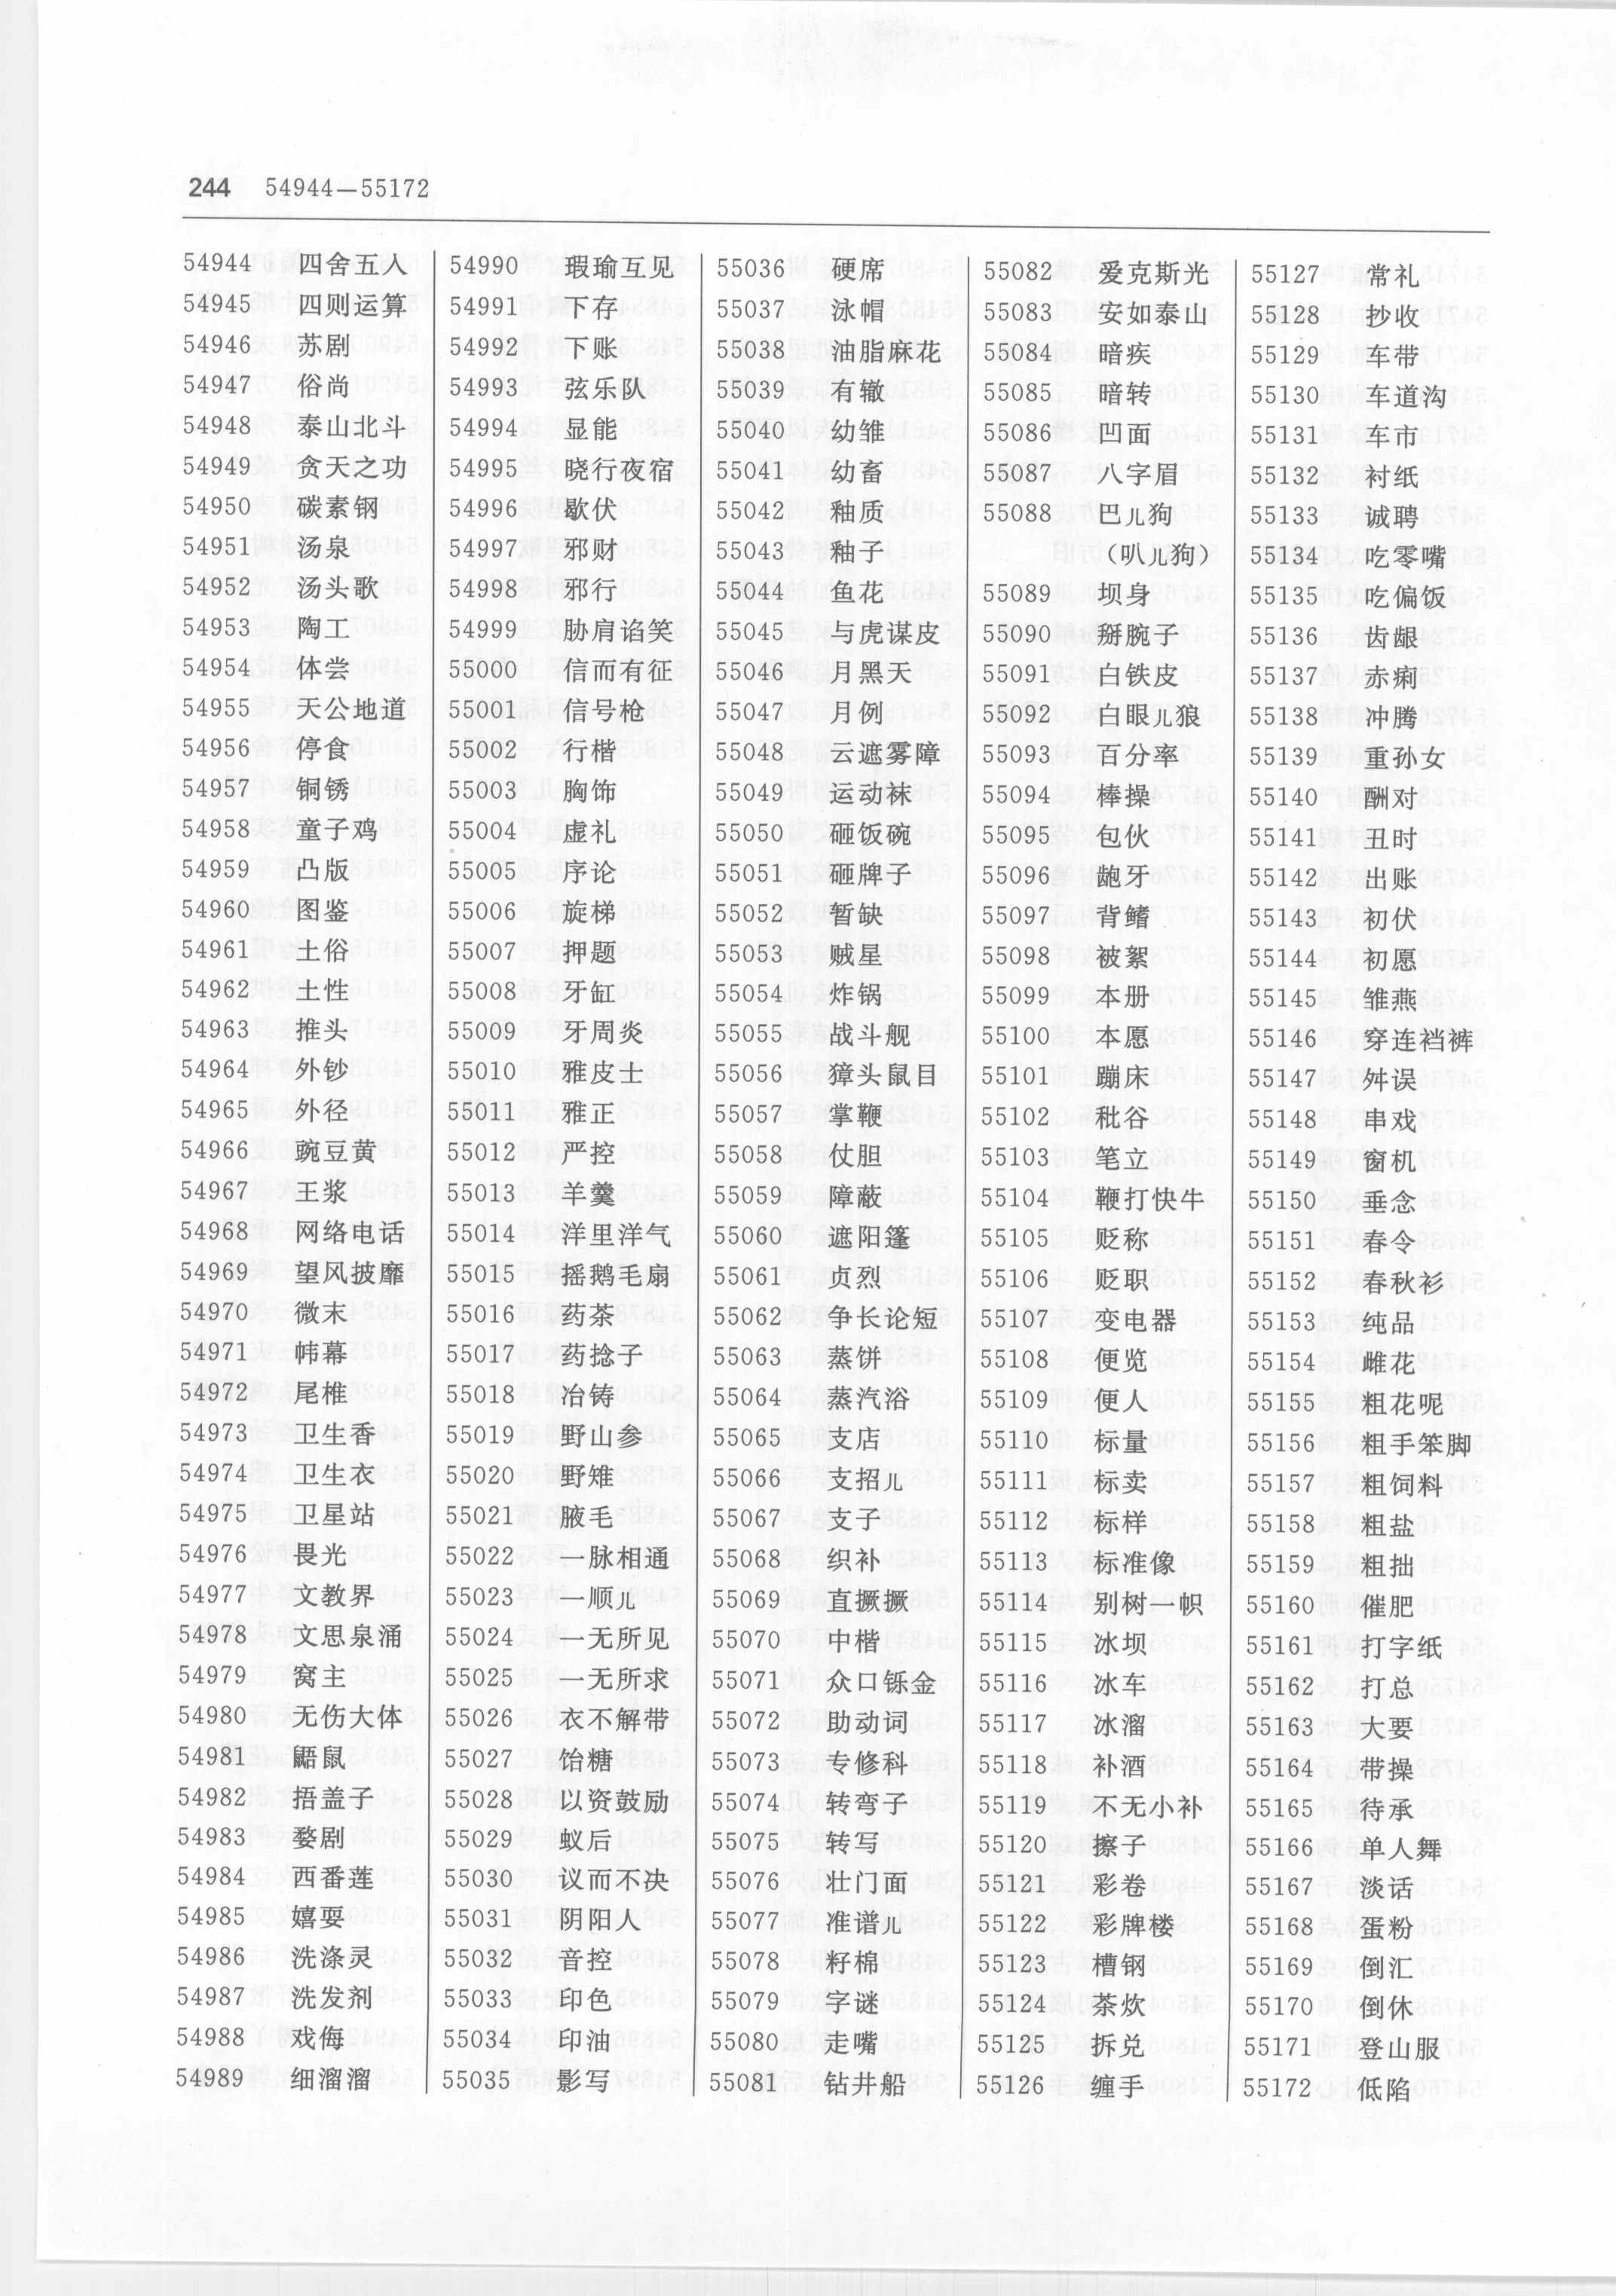 244 54944—55172
54944 四舍五入
54945 四则运算
54946 苏剧
54947 俗尚
54948 泰山北斗
54949 贪天之功
54950 碳素钢
54951 汤泉
54952 汤头歌
54953 陶工
54954 体尝
54955 天公地道
54956 停食
54957 铜锈
54958 童子鸡
54959 凸版
54960 图鉴
54961 土俗
54962 土性
54963 推头
54964 外钞
54965 外径
54966 豌豆黄
54967 王浆
54968 网络电话
54969 望风披靡
54970 微末
54971 帏幕
54972 尾椎
54973 卫生香
54974 卫生衣
54975 卫星站
54976 畏光
54977 文教界
54978 文思泉涌
54979 窝主
54980 无伤大体
54981 鼯鼠
54982 捂盖子
54983 婺剧
54984 西番莲
54985 嬉耍
54986 洗涤灵
54987 洗发剂
54988 戏侮
54989 细溜溜
54990 瑕瑜互见
54991 下存
54992 下账
54993 弦乐队
54994 显能
54995 晓行夜宿
54996 歇伏
54997 邪财
54998 邪行
54999 胁肩谄笑
55000 信而有征
55001 信号枪
55002 行楷
55003 胸饰
55004 虚礼
55005 序论
55006 旋梯
55007 押题
55008 牙缸
55009 牙周炎
55010 雅皮士
55011 雅正
55012 严控
55013 羊羹
55014 洋里洋气
55015 摇鹅毛扇
55016 药茶
55017 药捻子
55018 冶铸
55019 野山参
55020 野雉
55021 腋毛
55022 一脉相通
55023 一顺儿
55024 一无所见
55025 一无所求
55026 衣不解带
55027 饴糖
55028 以资鼓励
55029 蚁后
55030 议而不决
55031 阴阳人
55032 音控
55033 印色
55034 印油
55035 影写
55036 硬席
55037 泳帽
55038 油脂麻花
55039 有辙
55040 幼雏
55041 幼畜
55042 釉质
55043 釉子
55044 鱼花
55045 与虎谋皮
55046 月黑天
55047 月例
55048 云遮雾障
55049 运动袜
55050 砸饭碗
55051 砸牌子
55052 暂缺
55053 贼星
55054 炸锅
55055 战斗舰
55056 獐头鼠目
55057 掌鞭
55058 仗胆
55059 障蔽
55060 遮阳篷
55061 贞烈
55062 争长论短
55063 蒸饼
55064 蒸汽浴
55065 支店
55066 支招儿
55067 支子
55068 织补
55069 直撅撅
55070 中楷
55071 众口铄金
55072 助动词
55073 专修科
55074 转弯子
55075 转写
55076 壮门面
55077 准谱儿
55078 籽棉
55079 字谜
55080 走嘴
55081 钻井船
55082 爱克斯光
55083 安如泰山
55084 暗疾
55085 暗转
55086 凹面
55087 八字眉
55088 巴儿狗
（叭儿狗）
55089 坝身
55090 掰腕子
55091 白铁皮
55092 白眼儿狼
55093 百分率
55094 棒操
55095 包伙
55096 龅牙
55097 背鳍
55098 被絮
55099 本册
55100 本愿
55101 蹦床
55102 秕谷
55103 笔立
55104 鞭打快牛
55105 贬称
55106 贬职
55107 变电器
55108 便览
55109 便人
55110 标量
55111 标卖
55112 标样
55113 标准像
55114 别树一帜
55115 冰坝
55116 冰车
55117 冰溜
55118 补酒
55119 不无小补
55120 擦子
55121 彩卷
55122 彩牌楼
55123 槽钢
55124 茶炊
55125 拆兑
55126 缠手
55127 常礼
55128 抄收
55129 车带
55130 车道沟
55131 车市
55132 衬纸
55133 诚聘
55134 吃零嘴
55135 吃偏饭
55136 齿龈
55137 赤痢
55138 冲腾
55139 重孙女
55140 酬对
55141 丑时
55142 出账
55143 初伏
55144 初愿
55145 雏燕
55146 穿连裆裤
55147 舛误
55148 串戏
55149 窗机
55150 垂念
55151 春令
55152 春秋衫
55153 纯品
55154 雌花
55155 粗花呢
55156 粗手笨脚
55157 粗饲料
55158 粗盐
55159 粗拙
55160 催肥
55161 打字纸
55162 打总
55163 大要
55164 带操
55165 待承
55166 单人舞
55167 淡话
55168 蛋粉
55169 倒汇
55170 倒休
55171 登山服
55172 低陷